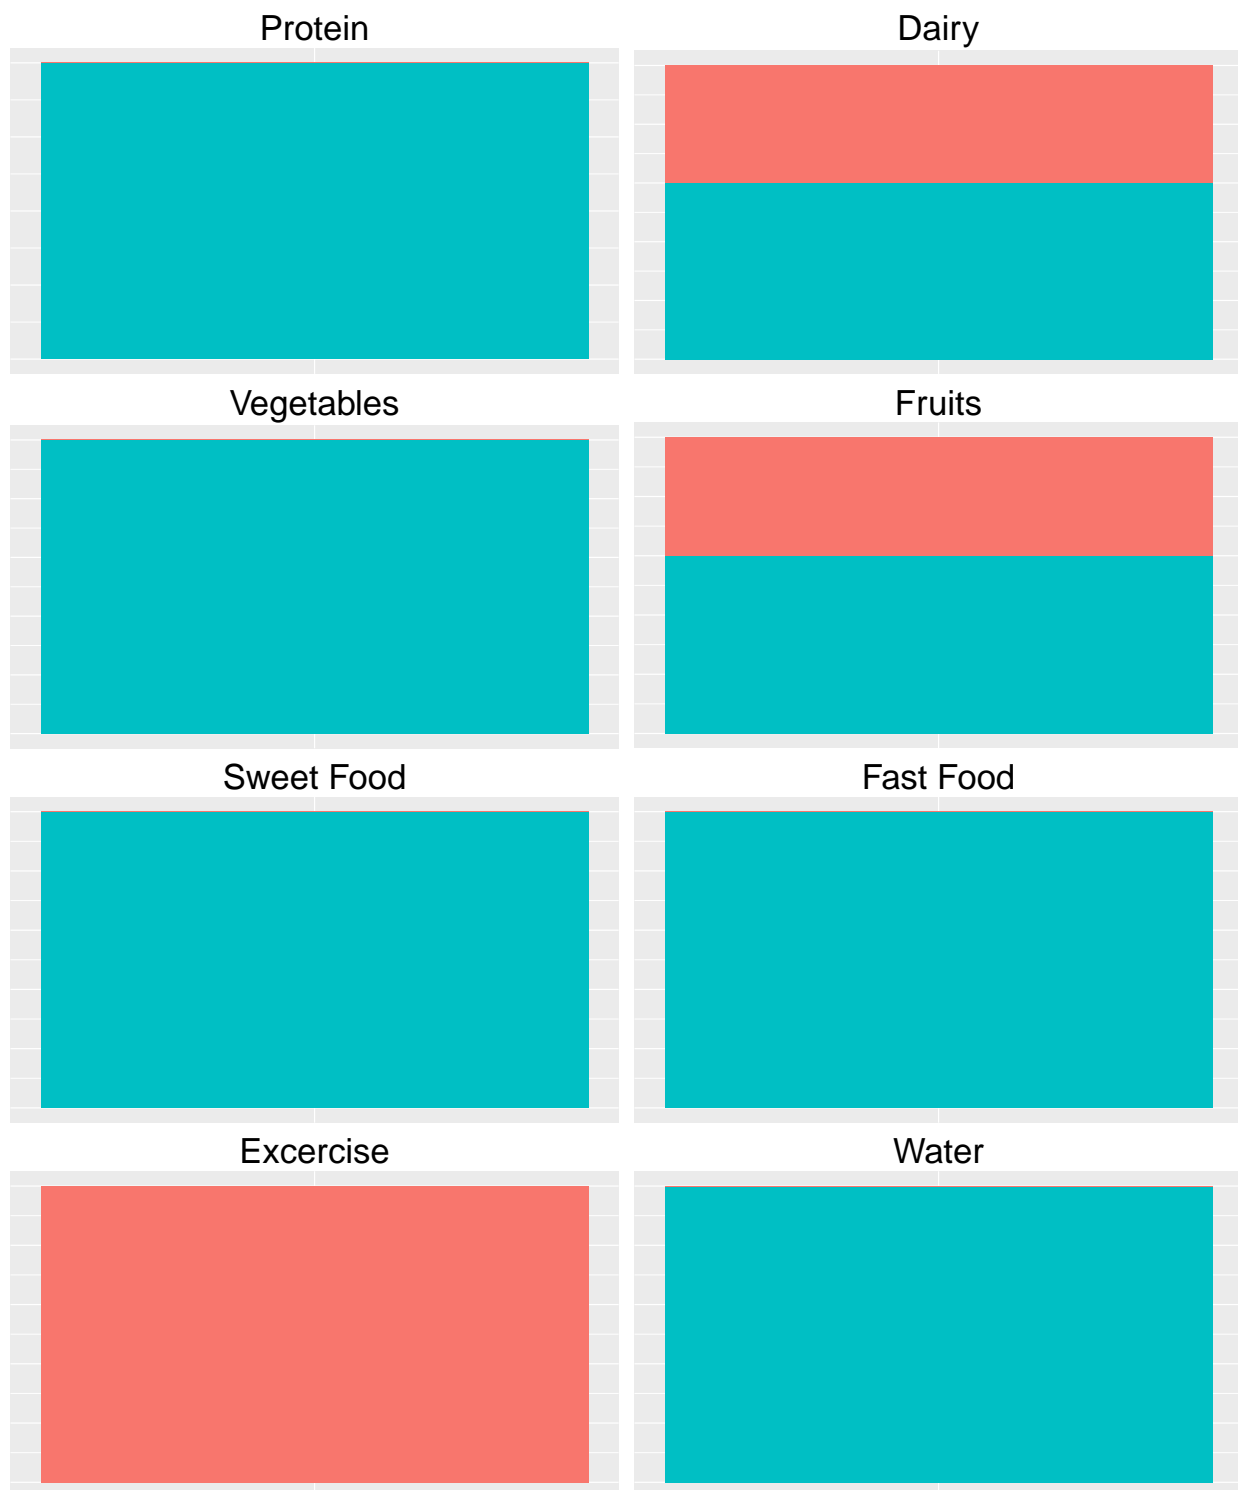 Protein
Dairy
Vegetables
Fruits
Sweet Food
Fast Food
Excercise
Water